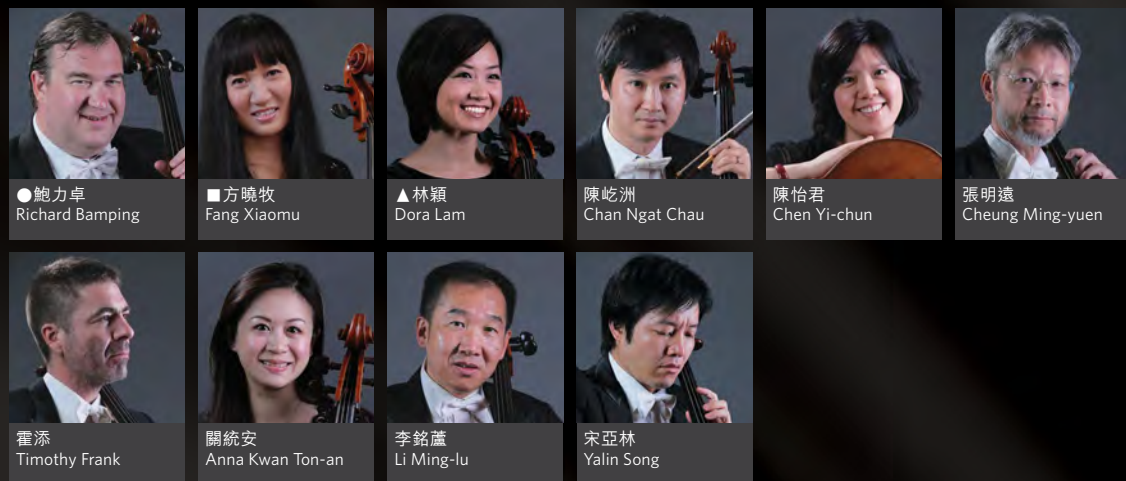 ●鮑力卓
Richard Bamping
■方曉牧
Fang Xiaomu
▲林穎
Dora Lam
陳屹洲
Chan Ngat Chau
陳怡君
Chen Yi-chun
張明遠
Cheung Ming-yuen
霍添
Timothy Frank
關統安
Anna Kwan Ton-an
李銘蘆
Li Ming-lu
宋亞林
Yalin Song